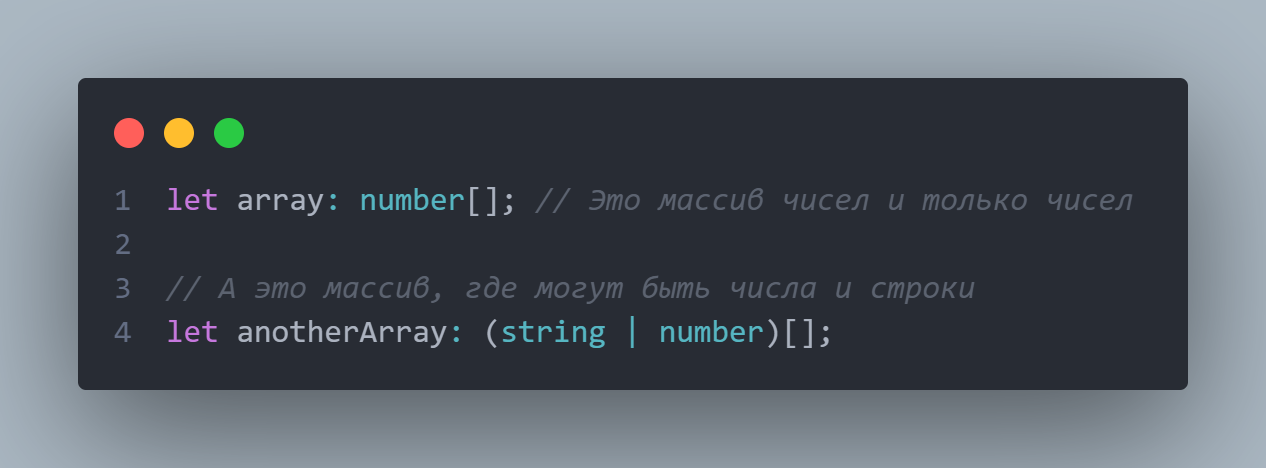 1 let array: number[]; // Это массив чисел и только чисел
2
3 // А это массив, где могут быть числа и строки
4 let anotherArray: (string | number)[];